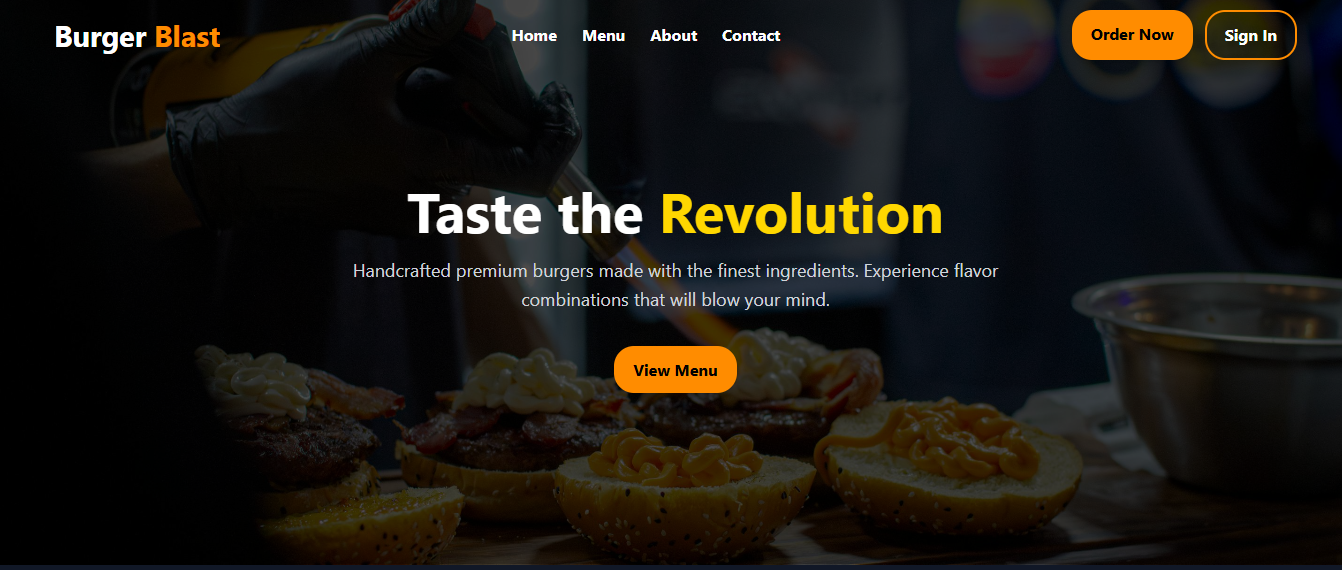 Burger Blast
Home Menu About Contact
Order Now Sign In
Taste the Revolution
Handcrafted premium burgers made with the finest ingredients. Experience flavor
combinations that will blow your mind.
View Menu